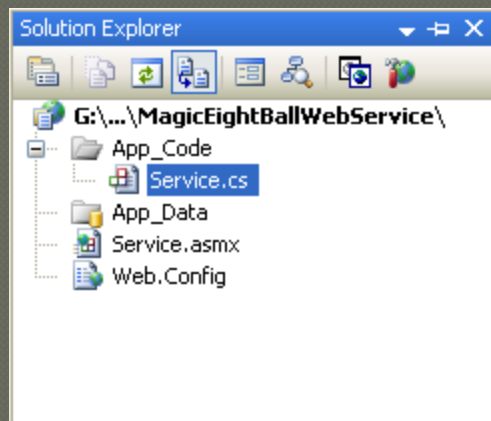 Solution Explorer
G:\...\MagicEightBallWebService\
App_Code
Service.cs
App_Data
Service.asmx
Web.Config